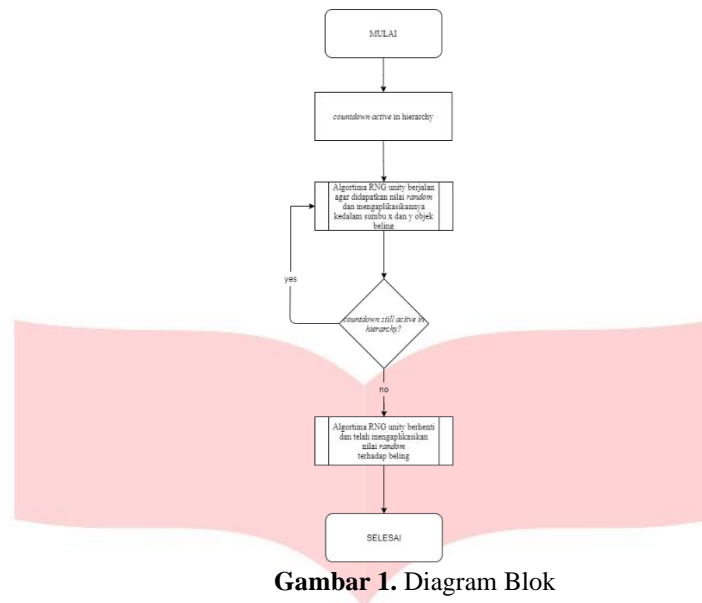 MULAI
countdown active in hierarchy
Algortima RNG unity berjalan
agar didapatkan nilai random
dan mengaplikasikannya
kedalam sumbu x dan y objek
beling
yes
countdown still acitve in
hierarchy?
no
Algortima RNG unity berhenti
dan telah mengaplikasikan
nilai random
terhadap beling
SELESAI
Gambar 1. Diagram Blok